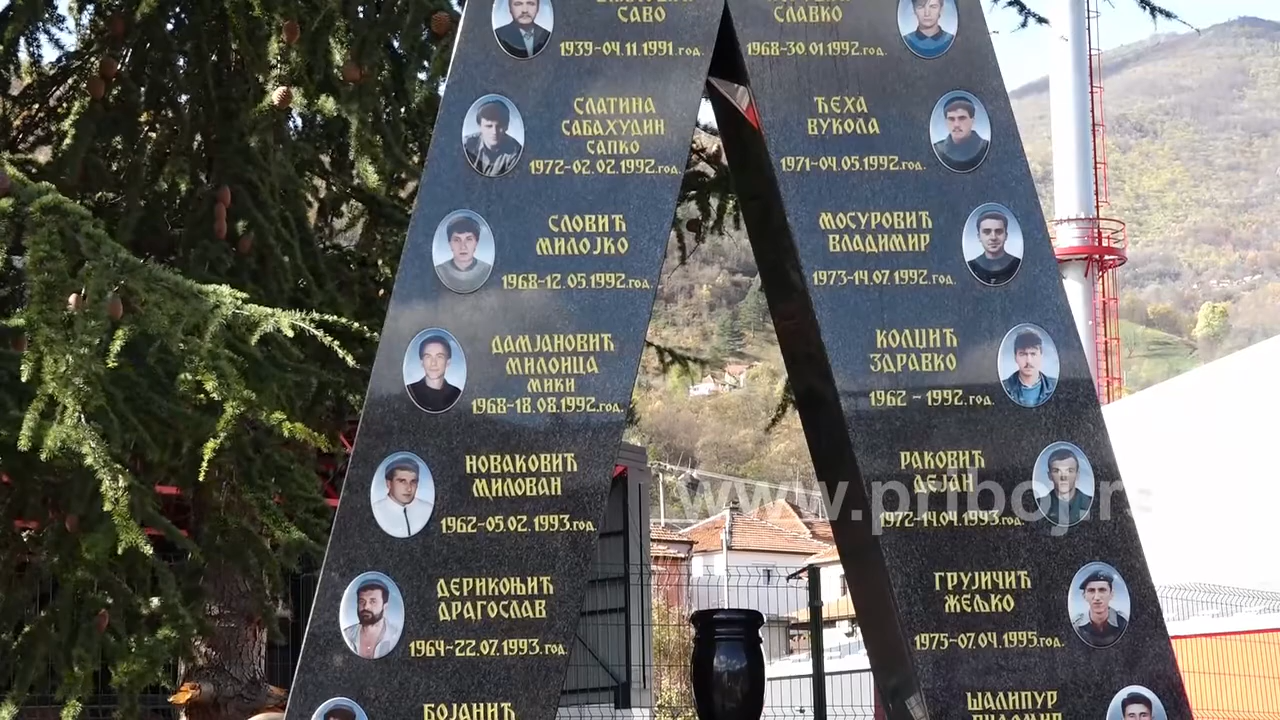 САВО
1939-04.11.1991.год.
СЛАТИНА
САБАХУДИН
САПКО
1972-02.02.1992.год.
СЛОВИЋ
МИЛОЈКО
1968-12.05.1992.год.
ДАМЈАНОВИЋ
МИЛОИЦА
МИКИ
1968-18.08.1992.год.
НОВАКОВИЋ
МИЛОВАН
1962-05.02.1993.год.
ДЕРИКОЊИЋ
ДРАГОСЛАВ
1964-22.07.1993.год.
БОЈАНИЋ
СЛАВКО
1968-30.01.1992.год.
ЋЕХА
ВУКОЛА
1971-04.05.1992.год.
МОСУРОВИЋ
ВЛАДИМИР
1973-14.07.1992.год.
КОЛЏИЋ
ЗДРАВКО
1962 - 1992.год.
РАКОВИЋ
ДЕЈАН
1972-14.04.1993.год.
ГРУЈИЧИЋ
ЖЕЉКО
1975-07.04.1995.год.
ШАЛИПУР
www.priboj.rs